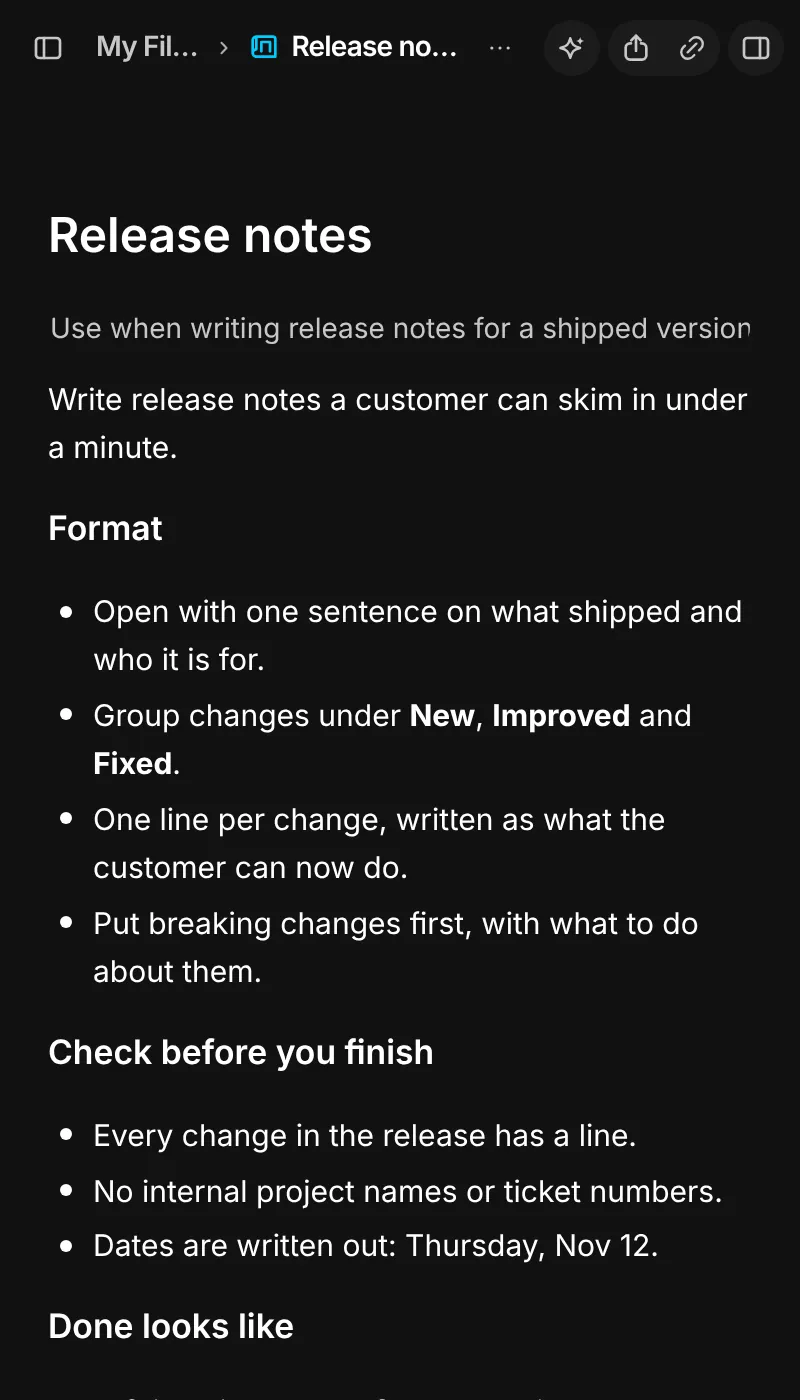 My Fil...
Release no...
Release notes
Use when writing release notes for a shipped version
Write release notes a customer can skim in under
a minute.
Format
Open with one sentence on what shipped and
who it is for.
Group changes under New, Improved and
Fixed.
One line per change, written as what the
customer can now do.
Put breaking changes first, with what to do
about them.
Check before you finish
Every change in the release has a line.
No internal project names or ticket numbers.
Dates are written out: Thursday, Nov 12.
Done looks like